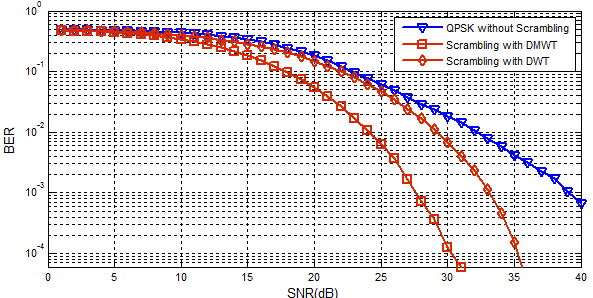 10^0
10^-1
10^-2
10^-3
10^-4
BER
QPSK without Scrambling
Scrambling with DMWT
Scrambling with DWT
0 5 10 15 20 25 30 35 40
SNR(dB)